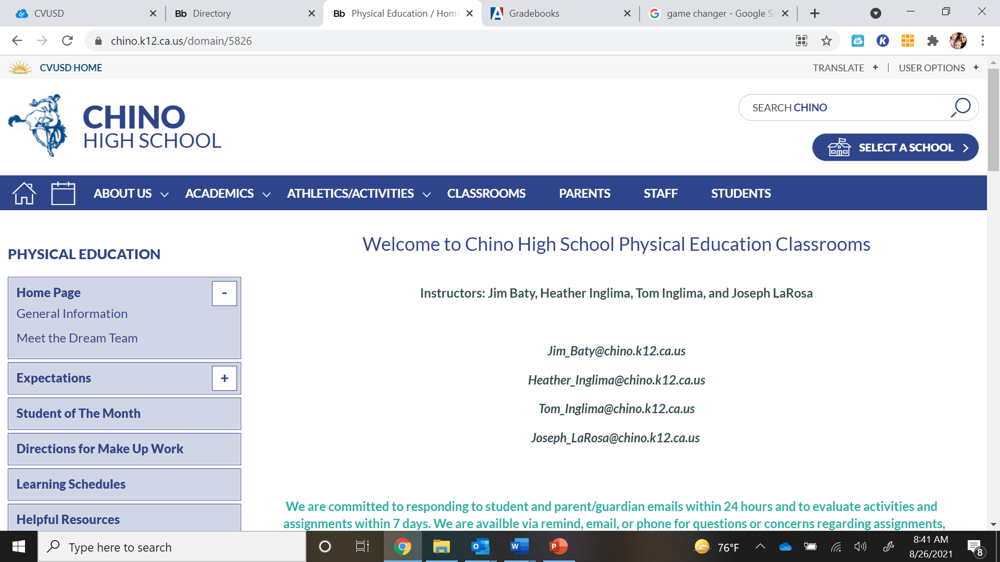 CVUSD
Bb Directory
Bb Physical Education / Home
Gradebooks
game changer - Google Se
chino.k12.ca.us/domain/5826
K
CVUSD HOME
TRANSLATE + | USER OPTIONS +
CHINO
HIGH SCHOOL
SEARCH CHINO
SELECT A SCHOOL
ABOUT US ACADEMICS ATHLETICS/ACTIVITIES CLASSROOMS PARENTS STAFF STUDENTS
PHYSICAL EDUCATION
Home Page -
General Information
Meet the Dream Team
Expectations +
Student of The Month
Directions for Make Up Work
Learning Schedules
Helpful Resources
Welcome to Chino High School Physical Education Classrooms
Instructors: Jim Baty, Heather Inglima, Tom Inglima, and Joseph LaRosa
Jim_Baty@chino.k12.ca.us
Heather_Inglima@chino.k12.ca.us
Tom_Inglima@chino.k12.ca.us
Joseph_LaRosa@chino.k12.ca.us
We are committed to responding to student and parent/guardian emails within 24 hours and to evaluate activities and
assignments within 7 days. We are availble via remind, email, or phone for questions or concerns regarding assignments,
Type here to search
O
W
P
76°F
8:41 AM
8/26/2021
8